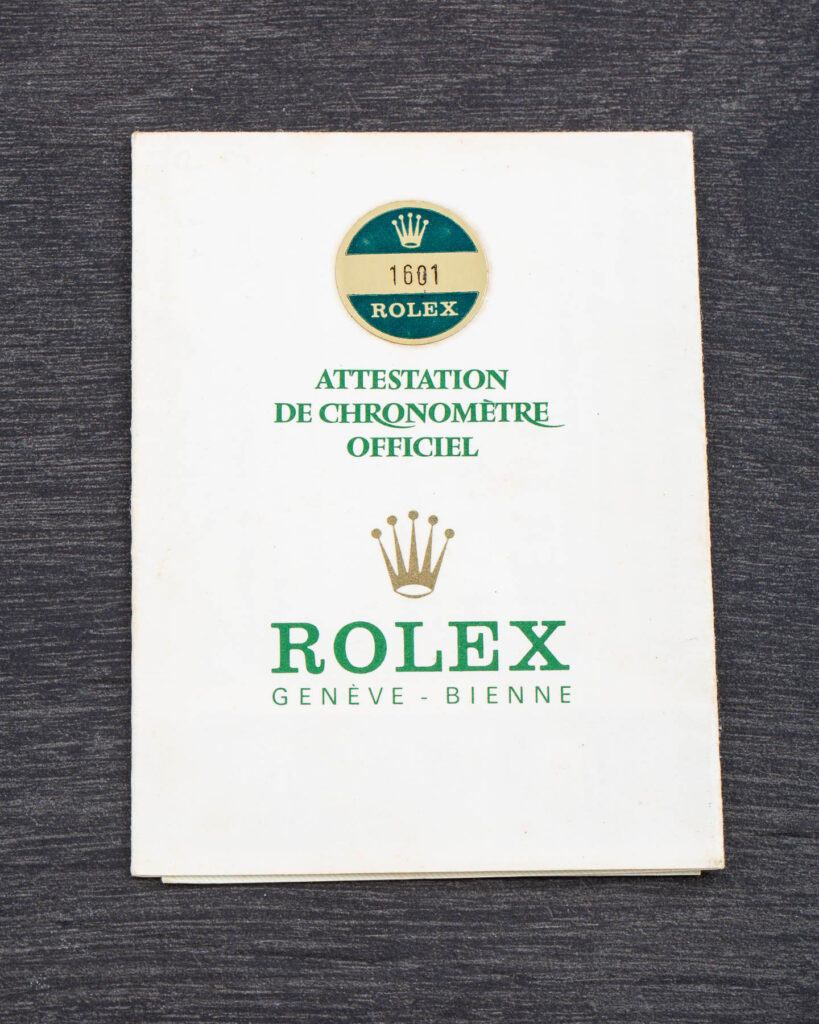 1601
ROLEX
ATTESTATION
DE CHRONOMÈTRE
OFFICIEL
ROLEX
GENÈVE - BIENNE